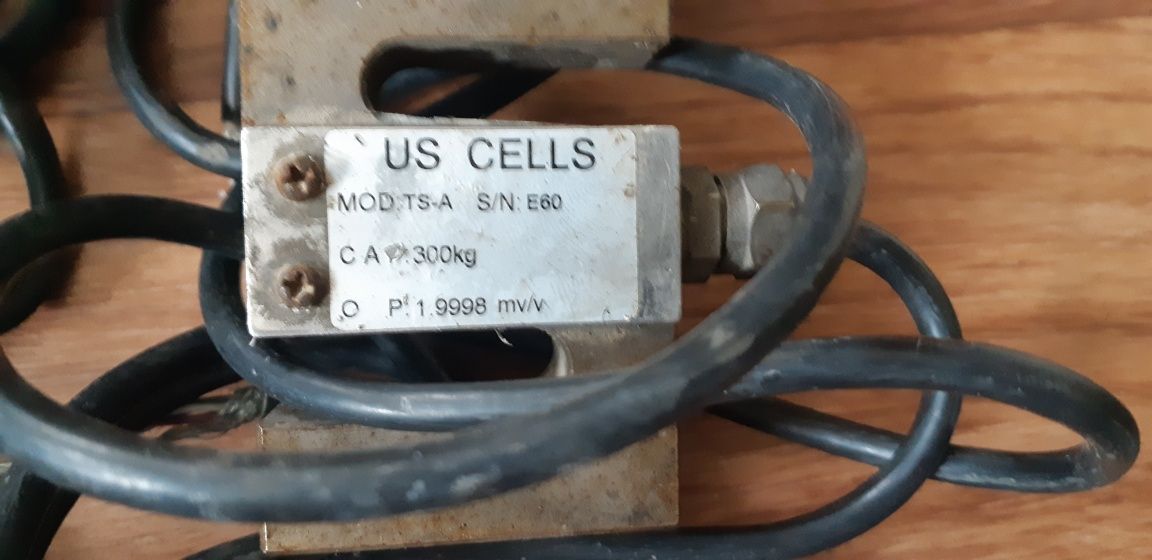 US CELLS
MOD:TS-A S/N: E60
C A P: 300kg
O P: 1.9998 mv/v